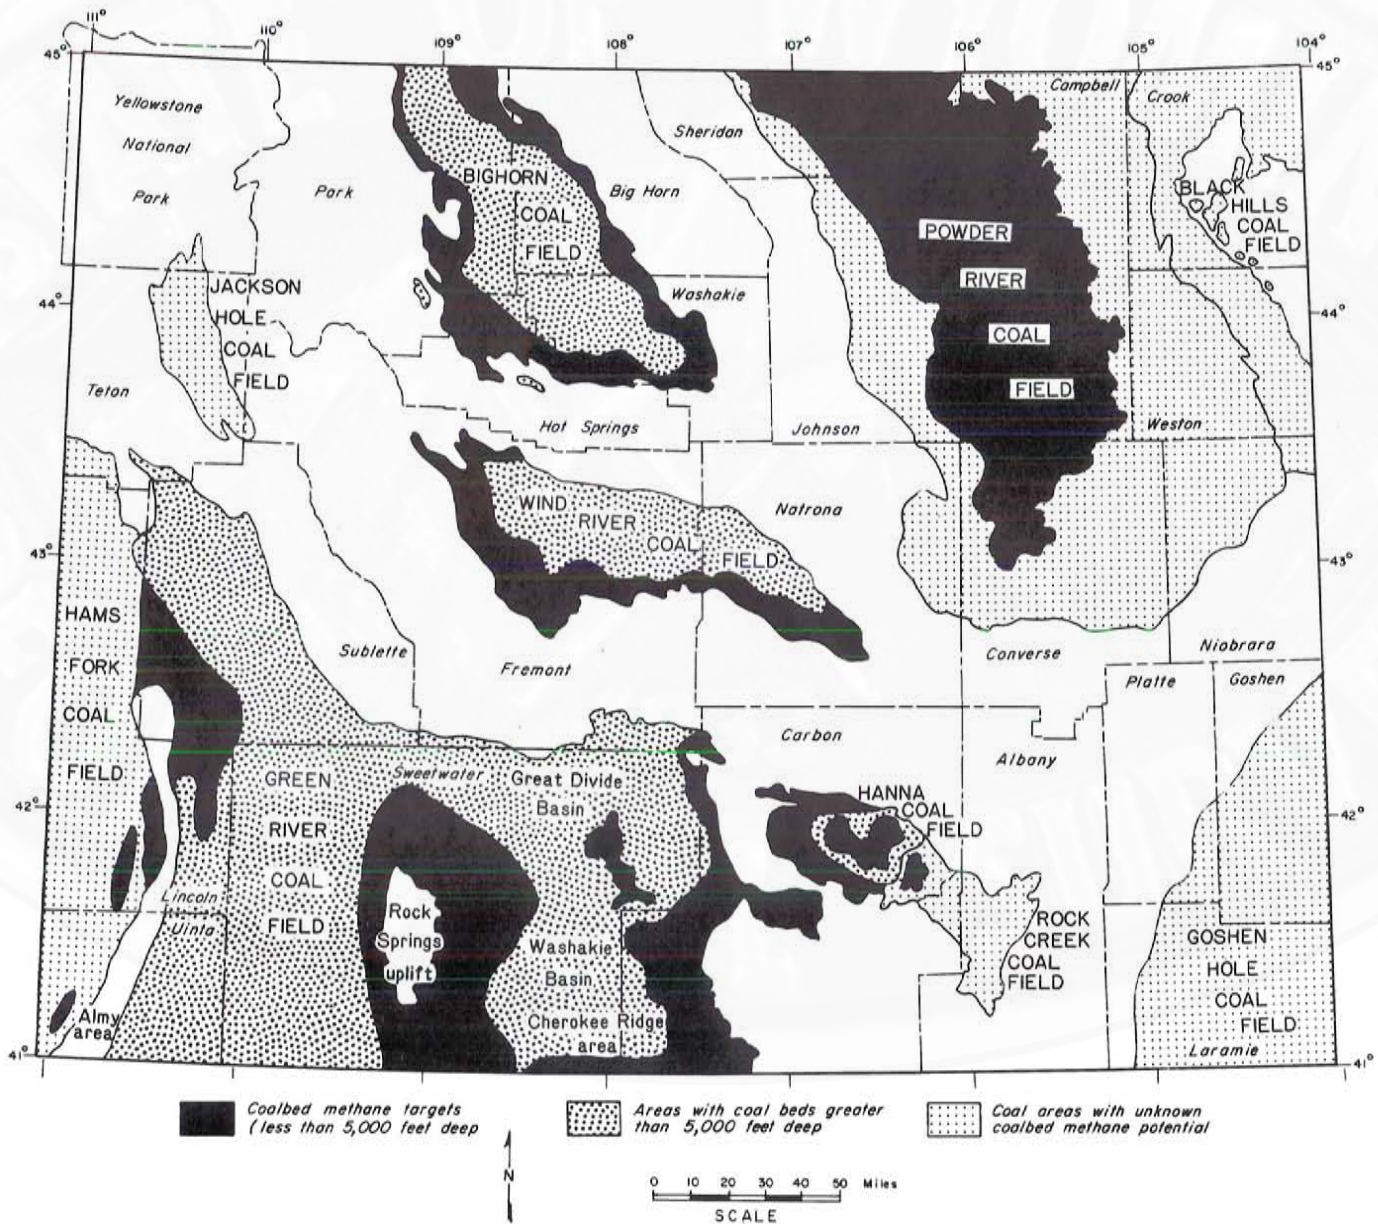 111°
110°
109°
108°
107°
106°
105°
104°
45°
45°
Yellowstone
National
Park
Park
BIGHORN
COAL
FIELD
Big Horn
Sheridan
Campbell
Crook
BLACK
HILLS
COAL
FIELD
POWDER
RIVER
COAL
FIELD
Washakie
44°
44°
JACKSON
HOLE
COAL
FIELD
Teton
Hot Springs
Johnson
Weston
WIND
RIVER
COAL
FIELD
Natrona
43°
43°
HAMS
FORK
COAL
FIELD
Sublette
Fremont
Converse
Niobrara
Platte
Goshen
Carbon
Albany
GREEN
RIVER
COAL
FIELD
Sweetwater
Great Divide
Basin
HANNA
COAL
FIELD
42°
42°
Lincoln
Uinta
Rock
Springs
uplift
Washakie
Basin
Cherokee Ridge
area
ROCK
CREEK
COAL
FIELD
GOSHEN
HOLE
COAL
FIELD
Laramie
Almy
area
41°
41°
Coalbed methane targets
(less than 5,000 feet deep
Areas with coal beds greater
than 5,000 feet deep
Coal areas with unknown
coalbed methane potential
N
0 10 20 30 40 50 Miles
SCALE